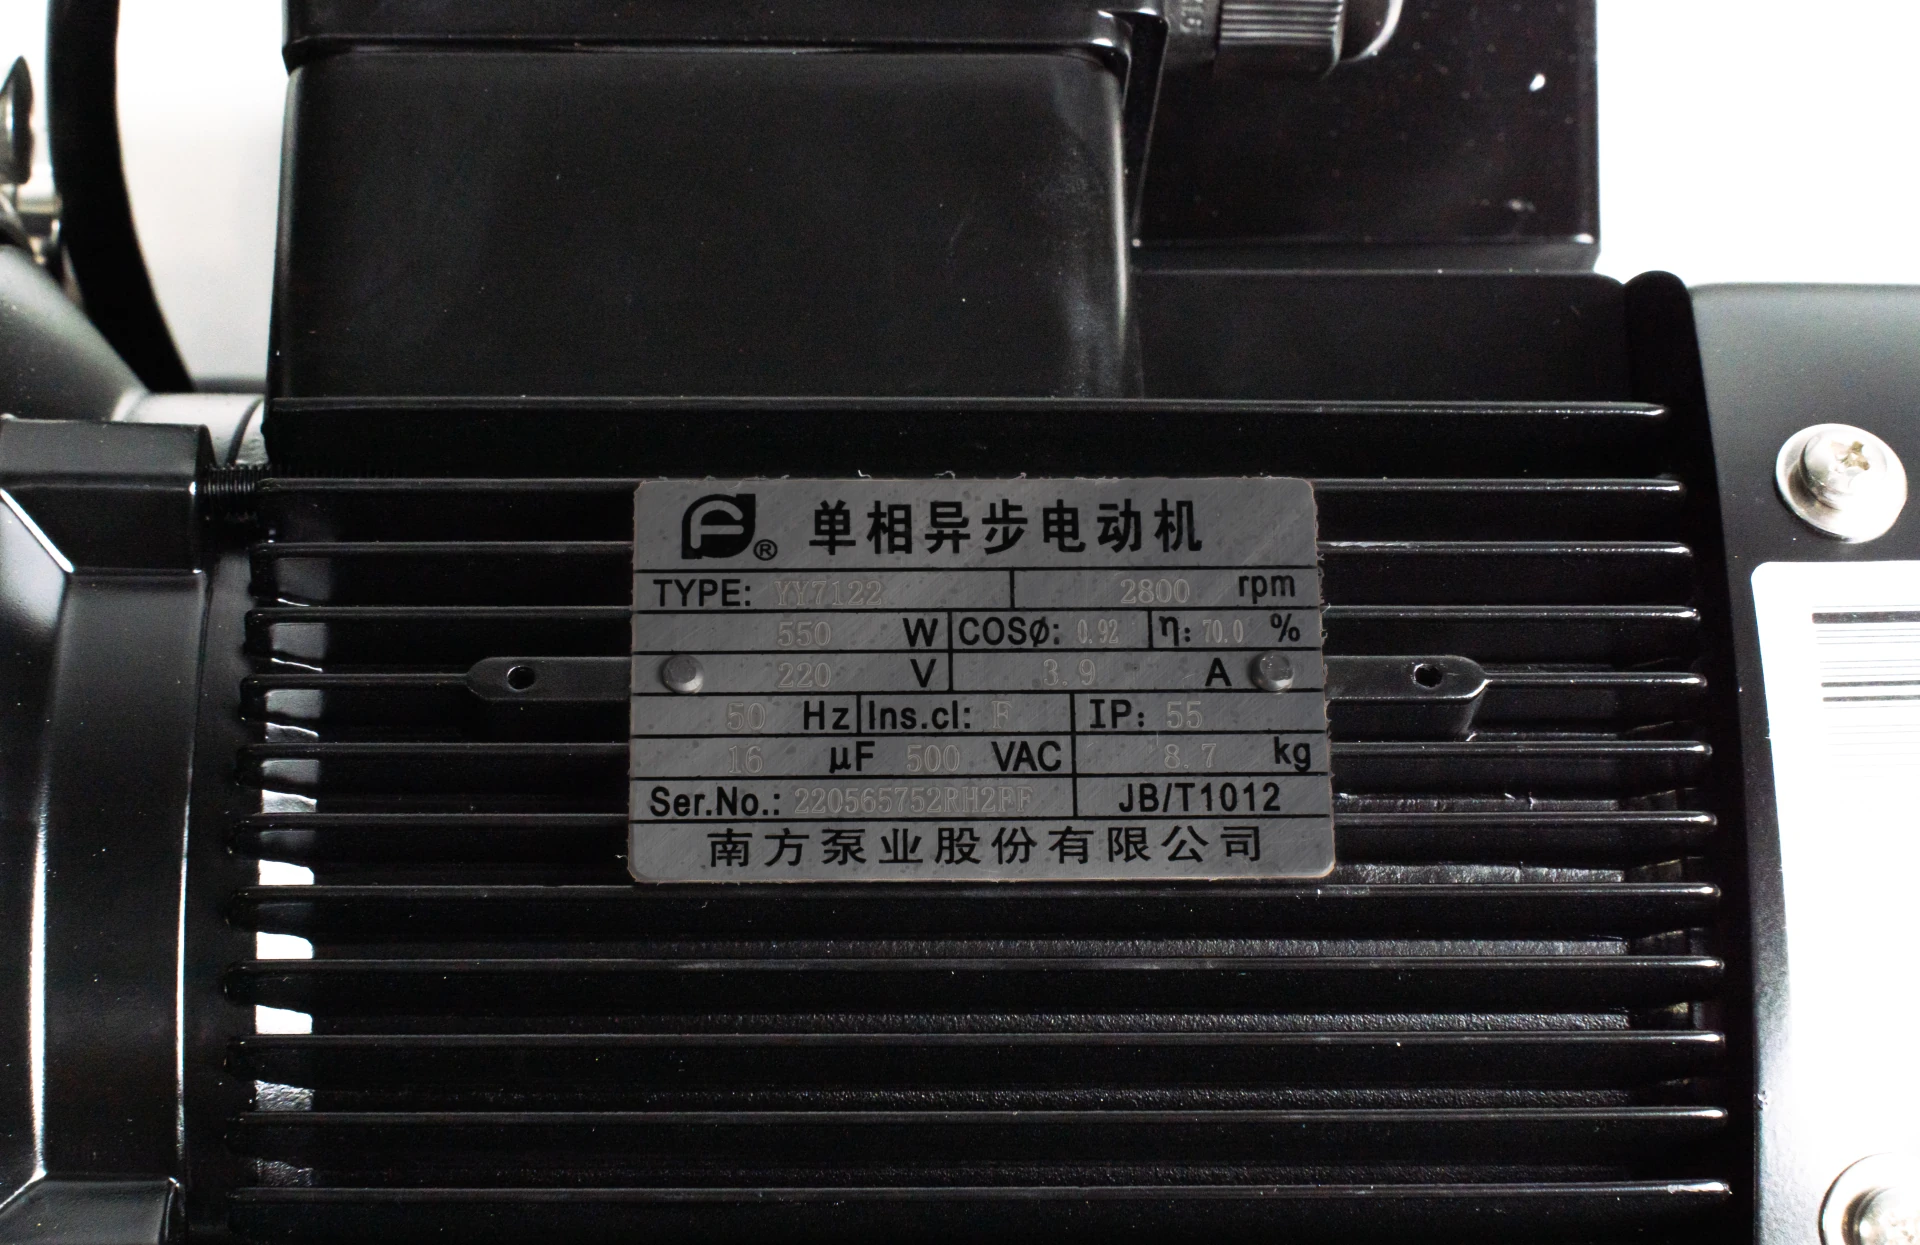 ® 单相异步电动机
TYPE: YY7122 2800 rpm
550 W COSØ: 0.92 η: 70.0 %
220 V 3.9 A
50 Hz Ins.cl: F IP: 55
16 μF 500 VAC 8.7 kg
Ser.No.: 220565752RH2FF JB/T1012
南方泵业股份有限公司